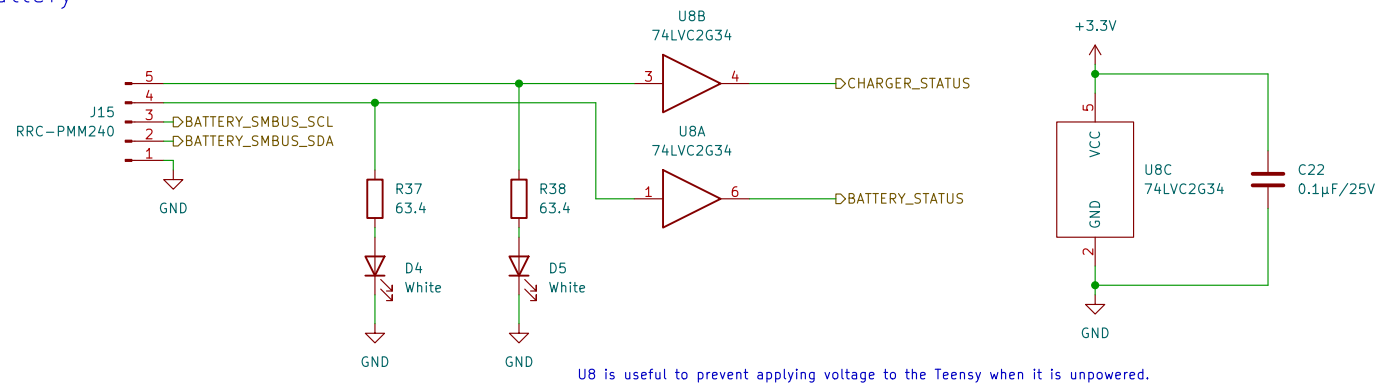 U8B
74LVC2G34
+3.3V
5
4
3
2
1
J15
RRC-PMM240
BATTERY_SMBUS_SCL
BATTERY_SMBUS_SDA
GND
3
4
CHARGER_STATUS
U8A
74LVC2G34
1
6
BATTERY_STATUS
R37
63.4
R38
63.4
D4
White
D5
White
GND
GND
5
VCC
GND
2
U8C
74LVC2G34
C22
0.1µF/25V
GND
U8 is useful to prevent applying voltage to the Teensy when it is unpowered.